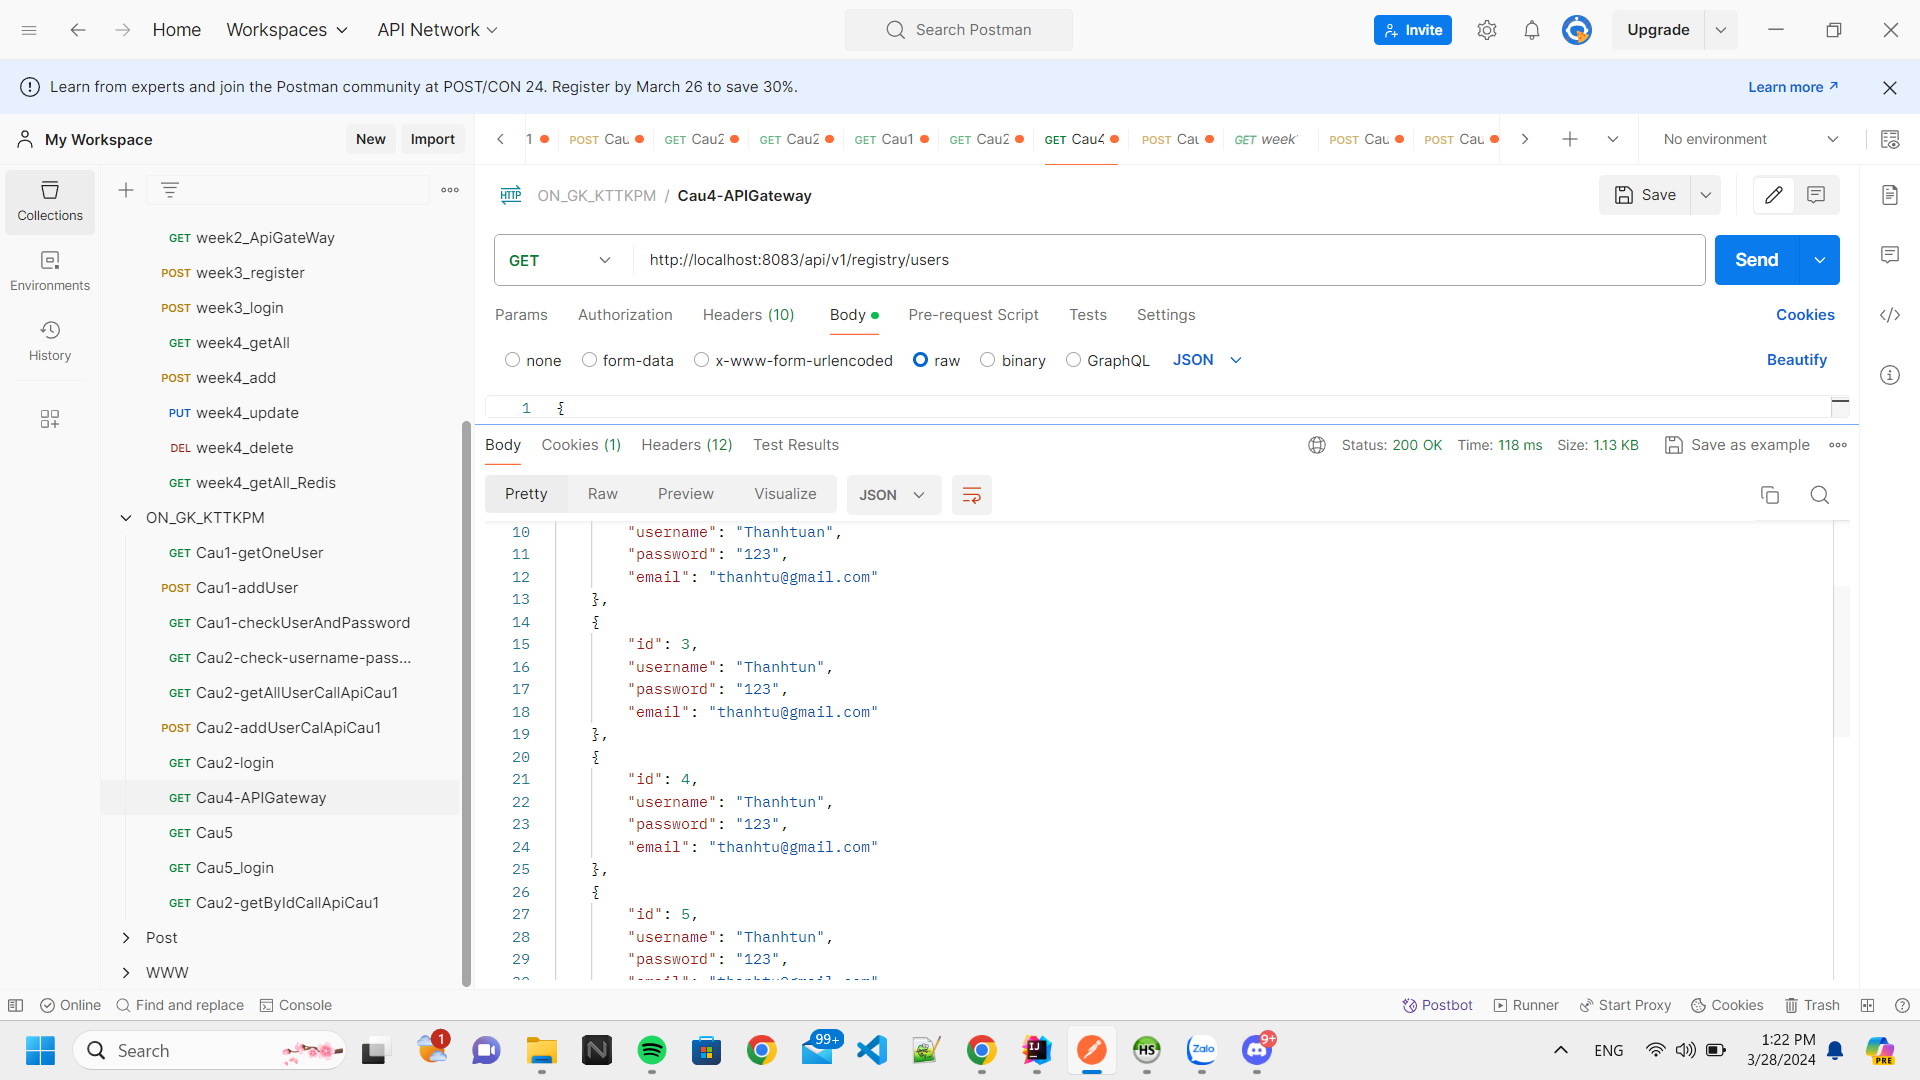 Home Workspaces API Network Search Postman Invite Upgrade
Learn from experts and join the Postman community at POST/CON 24. Register by March 26 to save 30%. Learn more
My Workspace New Import
1 POST Cau GET Cau2 GET Cau2 GET Cau1 GET Cau2 GET Cau4 POST Cau GET week POST Cau POST Cau No environment
Collections
Environments
History
week2_ApiGateWay
GET week2_ApiGateWay
POST week3_register
POST week3_login
GET week4_getAll
POST week4_add
PUT week4_update
DEL week4_delete
GET week4_getAll_Redis
ON_GK_KTTKPM
GET Cau1-getOneUser
POST Cau1-addUser
GET Cau1-checkUserAndPassword
GET Cau2-check-username-pass...
GET Cau2-getAllUserCallApiCau1
POST Cau2-addUserCalApiCau1
GET Cau2-login
GET Cau4-APIGateway
GET Cau5
GET Cau5_login
GET Cau2-getByIdCallApiCau1
Post
WWW
HTTP ON_GK_KTTKPM / Cau4-APIGateway Save
GET http://localhost:8083/api/v1/registry/users Send
Params Authorization Headers (10) Body Pre-request Script Tests Settings Cookies
none form-data x-www-form-urlencoded raw binary GraphQL JSON Beautify
1 {
Body Cookies (1) Headers (12) Test Results Status: 200 OK Time: 118 ms Size: 1.13 KB Save as example
Pretty Raw Preview Visualize JSON
10 "username": "Thanhtuan",
11 "password": "123",
12 "email": "thanhtu@gmail.com"
13 },
14 {
15 "id": 3,
16 "username": "Thanhtun",
17 "password": "123",
18 "email": "thanhtu@gmail.com"
19 },
20 {
21 "id": 4,
22 "username": "Thanhtun",
23 "password": "123",
24 "email": "thanhtu@gmail.com"
25 },
26 {
27 "id": 5,
28 "username": "Thanhtun",
29 "password": "123",
30 "email": "thanhtu@gmail.com"
Online Find and replace Console Postbot Runner Start Proxy Cookies Trash
Search 1 99+ HS Zalo 9+ ENG 1:22 PM
3/28/2024 PRE